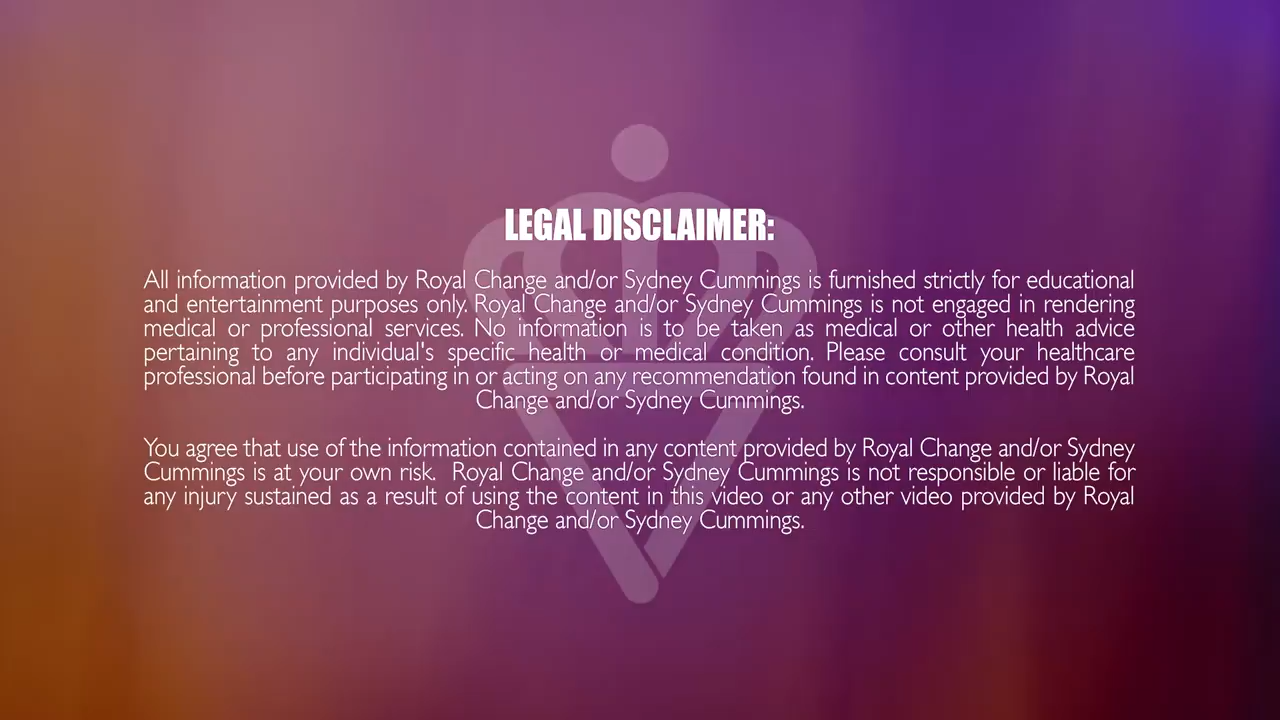 LEGAL DISCLAIMER:
All information provided by Royal Change and/or Sydney Cummings is furnished strictly for educational
and entertainment purposes only. Royal Change and/or Sydney Cummings is not engaged in rendering
medical or professional services. No information is to be taken as medical or other health advice
pertaining to any individual's specific health or medical condition. Please consult your healthcare
professional before participating in or acting on any recommendation found in content provided by Royal
Change and/or Sydney Cummings.
You agree that use of the information contained in any content provided by Royal Change and/or Sydney
Cummings is at your own risk.  Royal Change and/or Sydney Cummings is not responsible or liable for
any injury sustained as a result of using the content in this video or any other video provided by Royal
Change and/or Sydney Cummings.